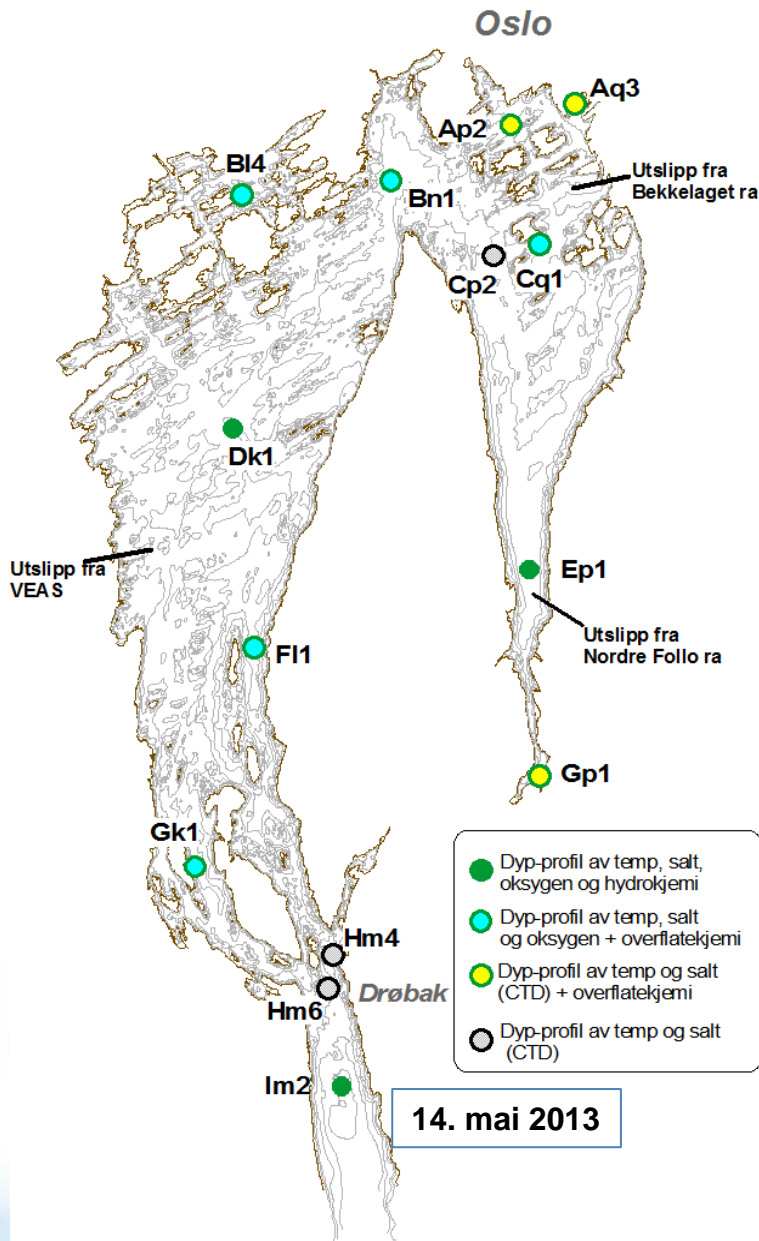 Oslo
Aq3
Ap2
Bl4
Utslipp fra
Bekkelaget ra
Bn1
Cp2
Cq1
Dk1
Utslipp fra
VEAS
Ep1
Utslipp fra
Nordre Follo ra
Fl1
Gp1
Gk1
Dyp-profil av temp, salt,
oksygen og hydrokjemi
Dyp-profil av temp, salt
og oksygen + overflatekjemi
Dyp-profil av temp og salt
(CTD) + overflatekjemi
Dyp-profil av temp og salt
(CTD)
Hm4
Hm6
Drøbak
Im2
14. mai 2013